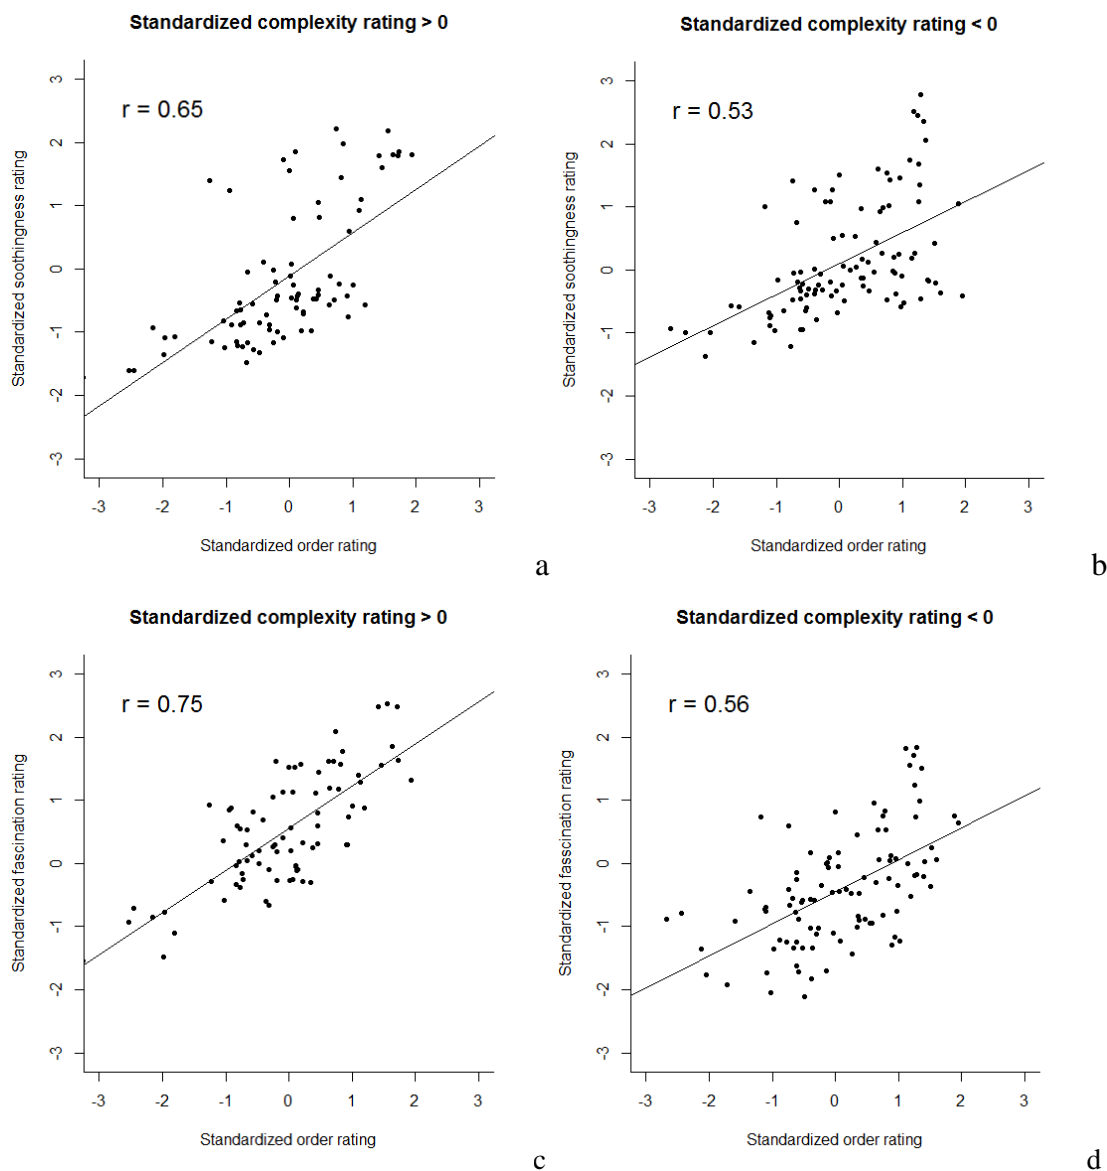 Standardized complexity rating > 0
r = 0.65
Standardized soothingness rating
3
2
1
0
-1
-2
-3
-3 -2 -1 0 1 2 3
Standardized order rating
a
Standardized complexity rating < 0
r = 0.53
Standardized soothingness rating
3
2
1
0
-1
-2
-3
-3 -2 -1 0 1 2 3
Standardized order rating
b
Standardized complexity rating > 0
r = 0.75
Standardized fascination rating
3
2
1
0
-1
-2
-3
-3 -2 -1 0 1 2 3
Standardized order rating
c
Standardized complexity rating < 0
r = 0.56
Standardized fasscination rating
3
2
1
0
-1
-2
-3
-3 -2 -1 0 1 2 3
Standardized order rating
d